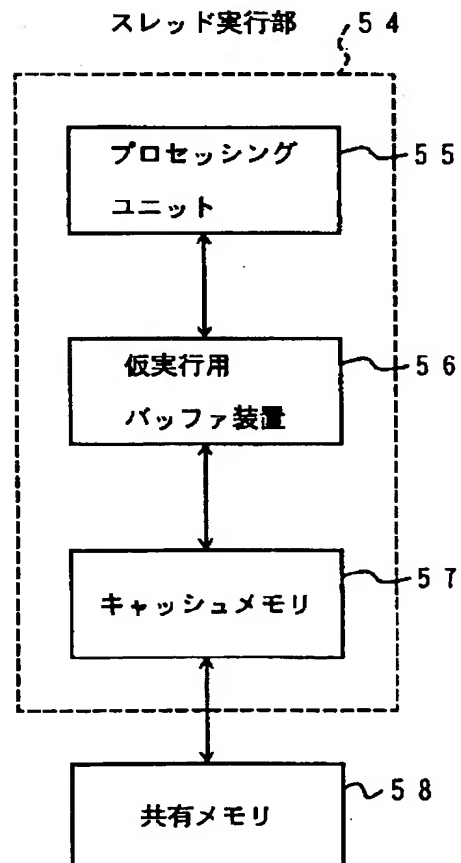 スレッド実行部 54
プロセッシング
ユニット
55
仮実行用
バッファ装置
56
キャッシュメモリ
57
共有メモリ
58